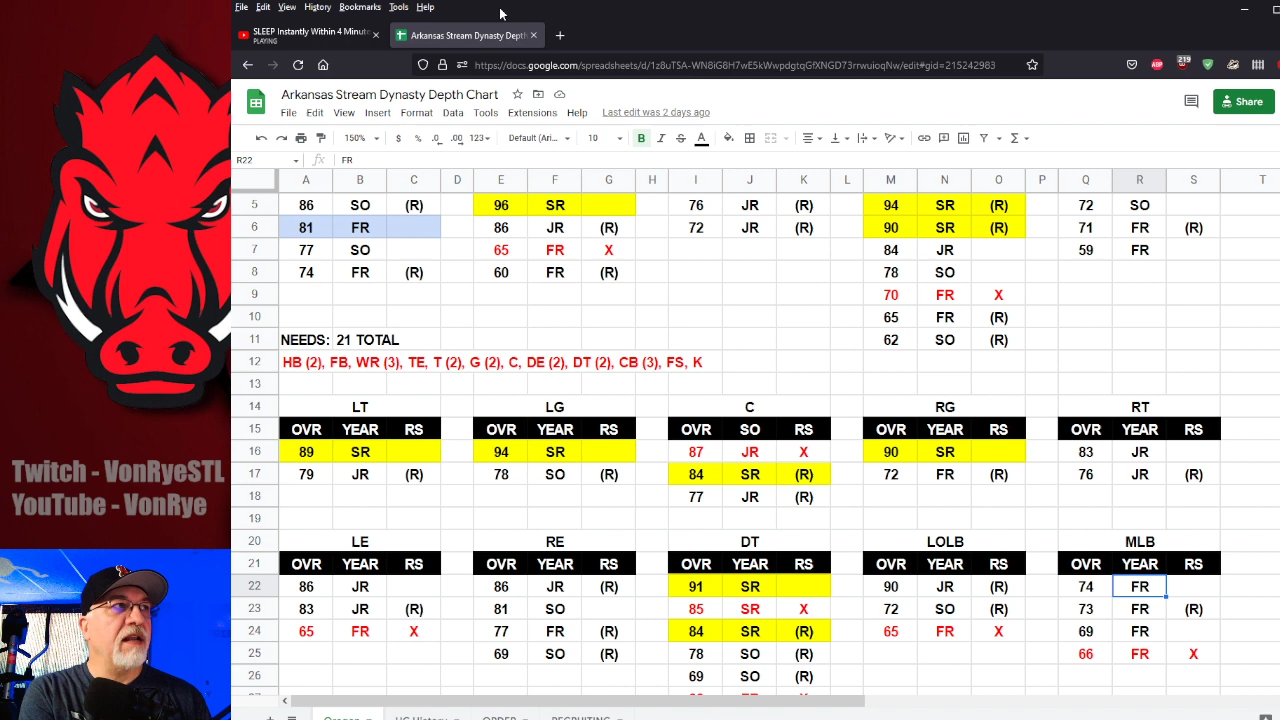 File Edit View History Bookmarks Tools Help
SLEEP Instantly Within 4 Minute
PLAYING
Arkansas Stream Dynasty Depth
https://docs.google.com/spreadsheets/d/1z8uTSA-WN8iG8H7wE5kWwpdgtqGfXNGD73rrwuioqNw/edit#gid=215242983
ABP 219
Arkansas Stream Dynasty Depth Chart
File Edit View Insert Format Data Tools Extensions Help Last edit was 2 days ago
Share
150% $ % .0 .00 123 Default (Ari... 10 B I S A
R22 fx FR
A B C D E F G H I J K L M N O P Q R S T
5 86 SO (R) 96 SR 76 JR (R) 94 SR (R) 72 SO
6 81 FR 86 JR (R) 72 JR (R) 90 SR (R) 71 FR (R)
7 77 SO 65 FR X 84 JR 59 FR
8 74 FR (R) 60 FR (R) 78 SO
9 70 FR X
10 65 FR (R)
11 NEEDS: 21 TOTAL 62 SO (R)
12 HB (2), FB, WR (3), TE, T (2), G (2), C, DE (2), DT (2), CB (3), FS, K
13
14 LT LG C RG RT
15 OVR YEAR RS OVR YEAR RS OVR SO RS OVR YEAR RS OVR YEAR RS
16 89 SR 94 SR 87 JR X 90 SR 83 JR
17 79 JR (R) 78 SO (R) 84 SR (R) 72 FR (R) 76 JR (R)
18 77 JR (R)
19
20 LE RE DT LOLB MLB
21 OVR YEAR RS OVR YEAR RS OVR YEAR RS OVR YEAR RS OVR YEAR RS
22 86 JR 86 JR (R) 91 SR 90 JR (R) 74 FR
23 83 JR (R) 81 SO 85 SR X 72 SO (R) 73 FR (R)
24 65 FR X 77 FR (R) 84 SR (R) 65 FR X 69 FR
25 69 SO (R) 78 SO (R) 66 FR X
26 69 SO (R)
Twitch - VonRyeSTL
YouTube - VonRye